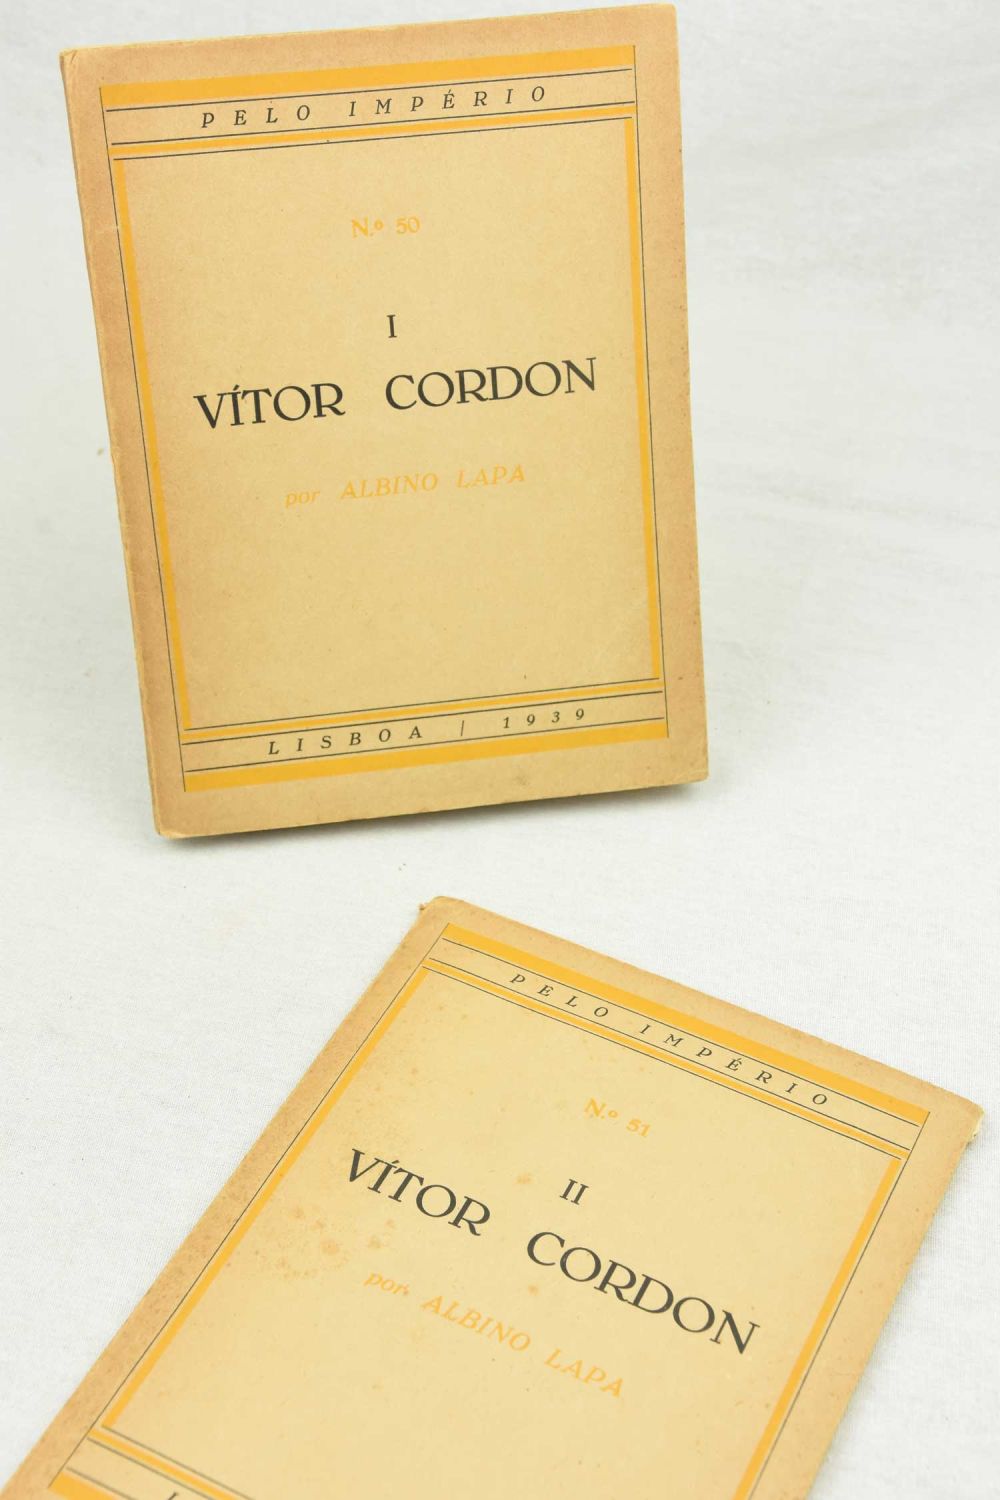 PELO IMPÉRIO
N.º 50
I
VÍTOR CORDON
por ALBINO LAPA
LISBOA / 1939
PELO IMPÉRIO
N.º 51
II
VÍTOR CORDON
por ALBINO LAPA